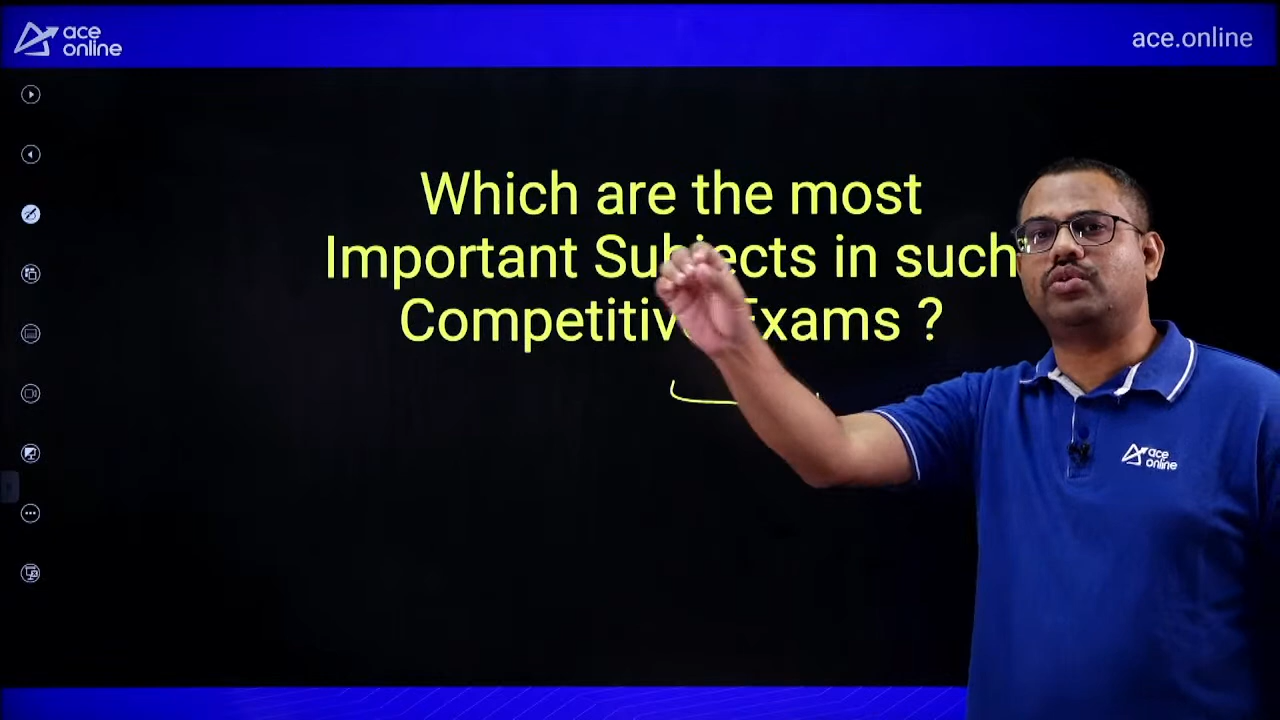 ace
online
ace.online
Which are the most
Important Subjects in such
Competitive Exams ?
ace
online